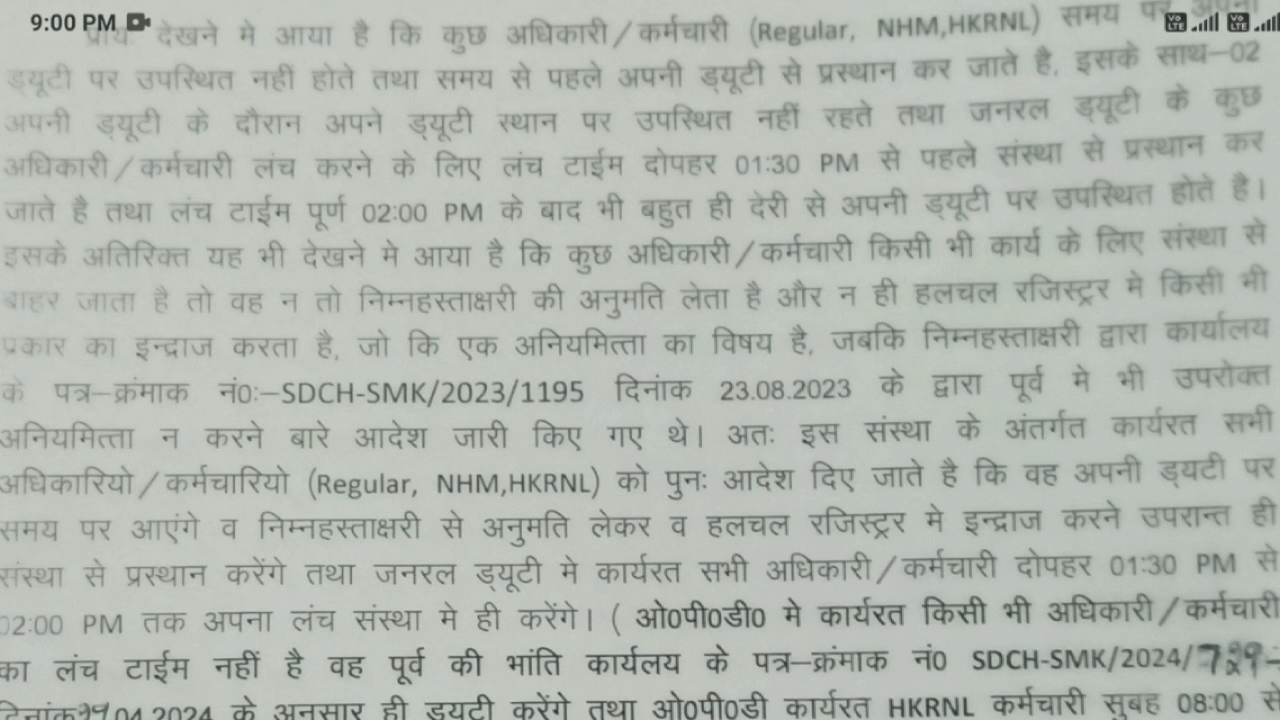 9:00 PM
प्रायः देखने मे आया है कि कुछ अधिकारी/कर्मचारी (Regular, NHM,HKRNL) समय पर अपनी
ड्यूटी पर उपस्थित नहीं होते तथा समय से पहले अपनी ड्यूटी से प्रस्थान कर जाते है, इसके साथ-02
अपनी ड्यूटी के दौरान अपने ड्यूटी स्थान पर उपस्थित नहीं रहते तथा जनरल ड्यूटी के कुछ
अधिकारी/कर्मचारी लंच करने के लिए लंच टाईम दोपहर 01:30 PM से पहले संस्था से प्रस्थान कर
जाते है तथा लंच टाईम पूर्ण 02:00 PM के बाद भी बहुत ही देरी से अपनी ड्यूटी पर उपस्थित होते है।
इसके अतिरिक्त यह भी देखने मे आया है कि कुछ अधिकारी/कर्मचारी किसी भी कार्य के लिए संस्था से
बाहर जाता है तो वह न तो निम्नहस्ताक्षरी की अनुमति लेता है और न ही हलचल रजिस्ट्रर मे किसी भी
प्रकार का इन्द्राज करता है, जो कि एक अनियमित्ता का विषय है, जबकि निम्नहस्ताक्षरी द्वारा कार्यालय
के पत्र-क्रंमाक नं0:-SDCH-SMK/2023/1195 दिनांक 23.08.2023 के द्वारा पूर्व मे भी उपरोक्त
अनियमित्ता न करने बारे आदेश जारी किए गए थे। अतः इस संस्था के अंतर्गत कार्यरत सभी
अधिकारियो/कर्मचारियो (Regular, NHM,HKRNL) को पुनः आदेश दिए जाते है कि वह अपनी ड्यटी पर
समय पर आएंगे व निम्नहस्ताक्षरी से अनुमति लेकर व हलचल रजिस्ट्रर मे इन्द्राज करने उपरान्त ही
संस्था से प्रस्थान करेंगे तथा जनरल ड्यूटी मे कार्यरत सभी अधिकारी/कर्मचारी दोपहर 01:30 PM से
02:00 PM तक अपना लंच संस्था मे ही करेंगे। ( ओ0पी0डी0 मे कार्यरत किसी भी अधिकारी/कर्मचारी
का लंच टाईम नहीं है वह पूर्व की भांति कार्यलय के पत्र-क्रंमाक नं0 SDCH-SMK/2024/
दिनांक .04.2024 के अनुसार ही ड्यूटी करेंगे तथा ओ0पी0डी कार्यरत HKRNL कर्मचारी सुबह 08:00 से